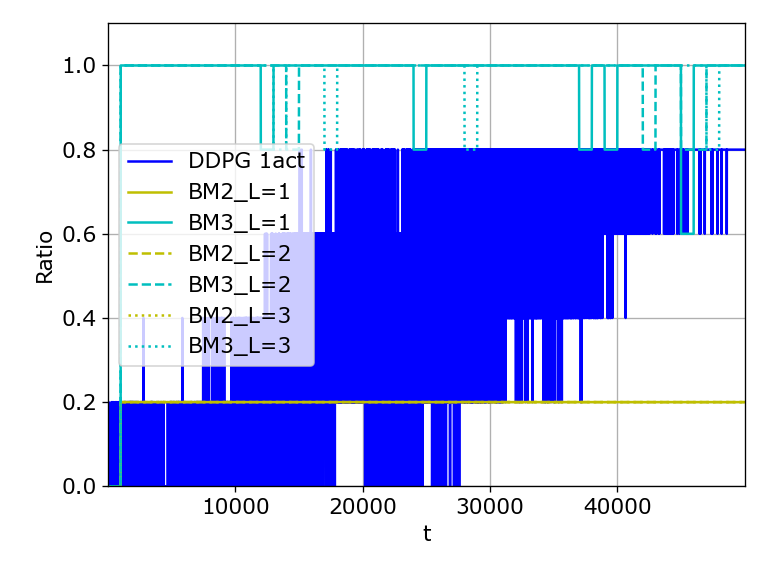 1.0
0.8
0.6
0.4
0.2
0.0
Ratio
DDPG 1act
BM2_L=1
BM3_L=1
BM2_L=2
BM3_L=2
BM2_L=3
BM3_L=3
10000 20000 30000 40000
t